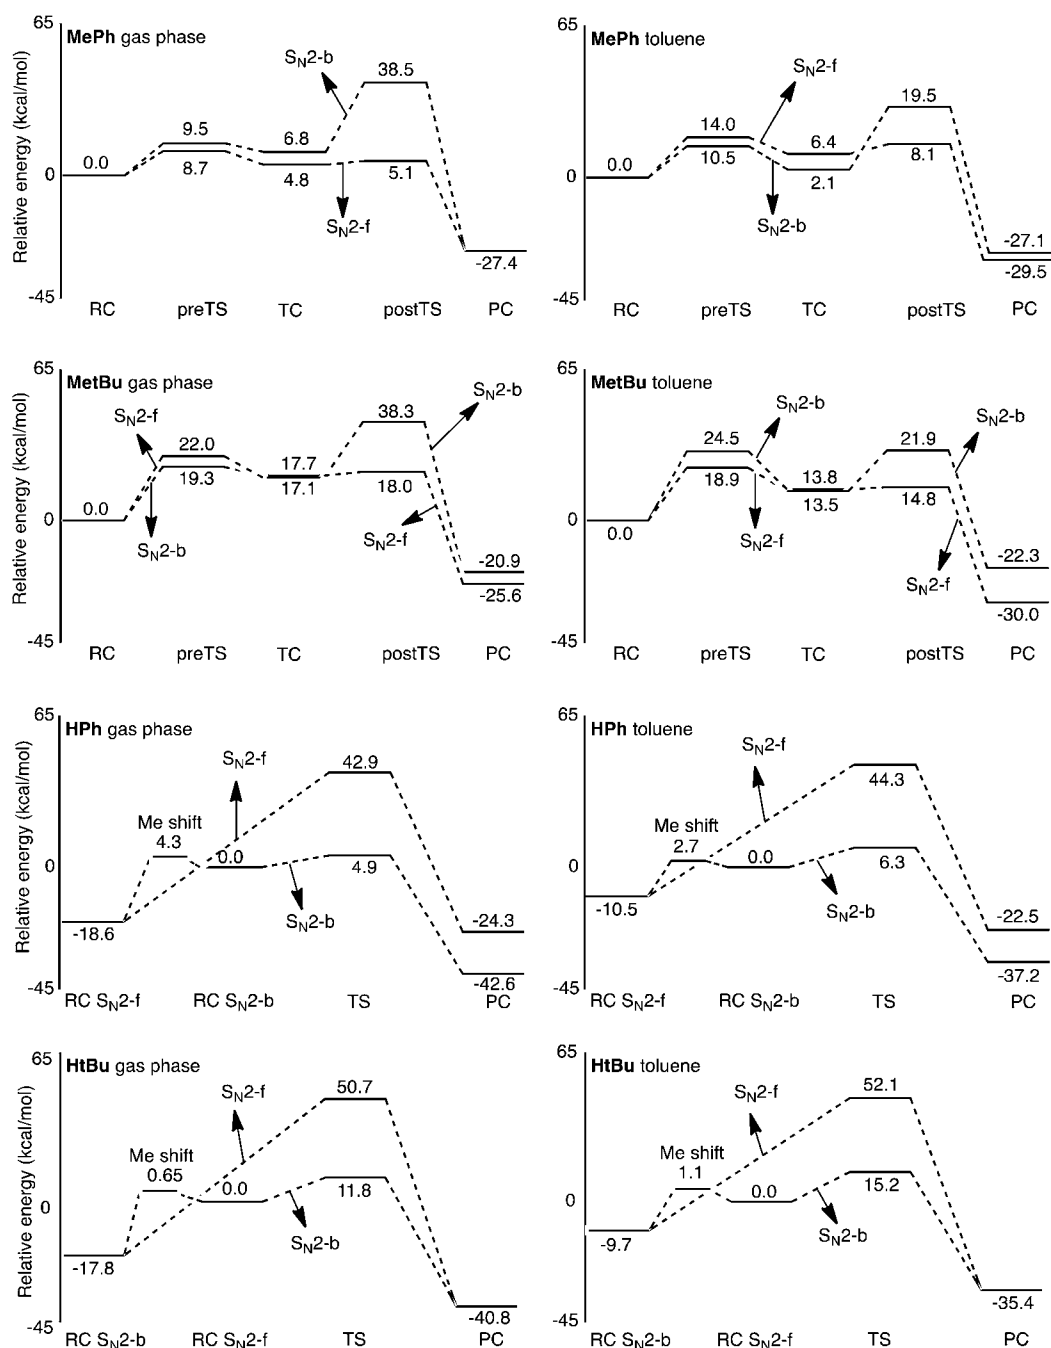 65
MePh gas phase
SN2-b
38.5
9.5
6.8
0.0
0
8.7
4.8
5.1
SN2-f
-27.4
-45
Relative energy (kcal/mol)
RC preTS TC postTS PC
MePh toluene
65
SN2-f
19.5
14.0
6.4
0.0
0
10.5
2.1
8.1
SN2-b
-27.1
-29.5
-45
RC preTS TC postTS PC
65
MetBu gas phase
SN2-f
SN2-b
38.3
22.0
17.7
19.3
17.1
18.0
0.0
0
SN2-b
SN2-f
-20.9
-25.6
-45
Relative energy (kcal/mol)
RC preTS TC postTS PC
65
MetBu toluene
SN2-b
SN2-b
24.5
21.9
13.8
18.9
13.5
14.8
0
0.0
SN2-f
SN2-f
-22.3
-30.0
-45
RC preTS TC postTS PC
65
HPh gas phase
SN2-f
42.9
Me shift
4.3
0.0
0
4.9
SN2-b
-18.6
-24.3
-42.6
-45
Relative energy (kcal/mol)
RC SN2-f RC SN2-b TS PC
65
HPh toluene
SN2-f
44.3
Me shift
2.7
0.0
0
6.3
SN2-b
-10.5
-22.5
-37.2
-45
RC SN2-f RC SN2-b TS PC
65
HtBu gas phase
SN2-f
50.7
Me shift
0.65
0.0
0
11.8
SN2-b
-17.8
-40.8
-45
Relative energy (kcal/mol)
RC SN2-b RC SN2-f TS PC
65
HtBu toluene
SN2-f
52.1
Me shift
1.1
0.0
0
15.2
SN2-b
-9.7
-35.4
-45
RC SN2-b RC SN2-f TS PC